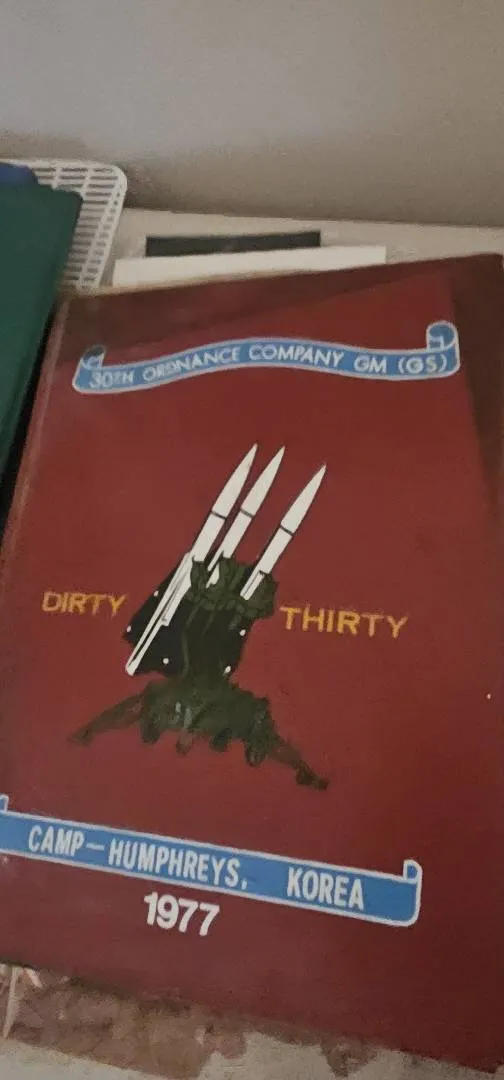 30TH ORDNANCE COMPANY GM (GS)
DIRTY THIRTY
CAMP-HUMPHREYS, KOREA
1977